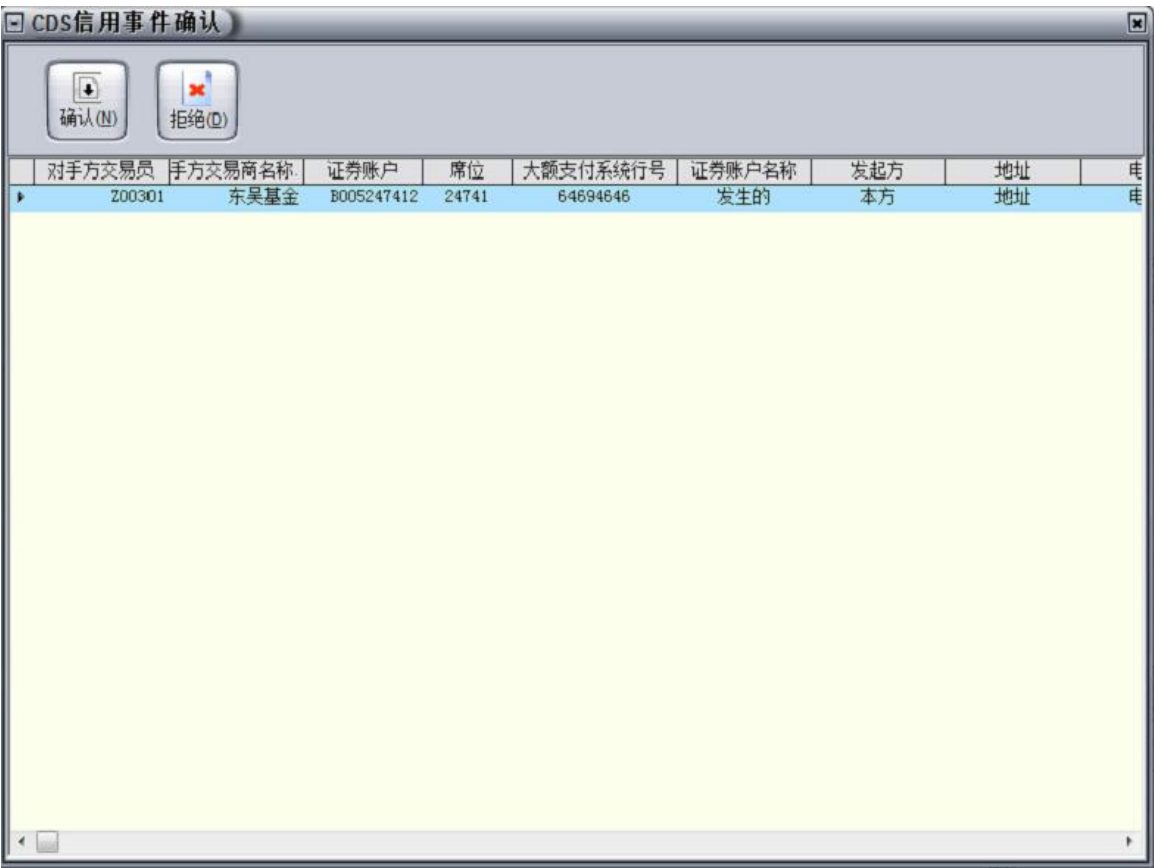 CDS信用事件确认
确认(N) 拒绝(D)
对手方交易员 手方交易商名称 证券账户 席位 大额支付系统行号 证券账户名称 发起方 地址 电
Z00301 东吴基金 B005247412 24741 64694646 发生的 本方 地址 电